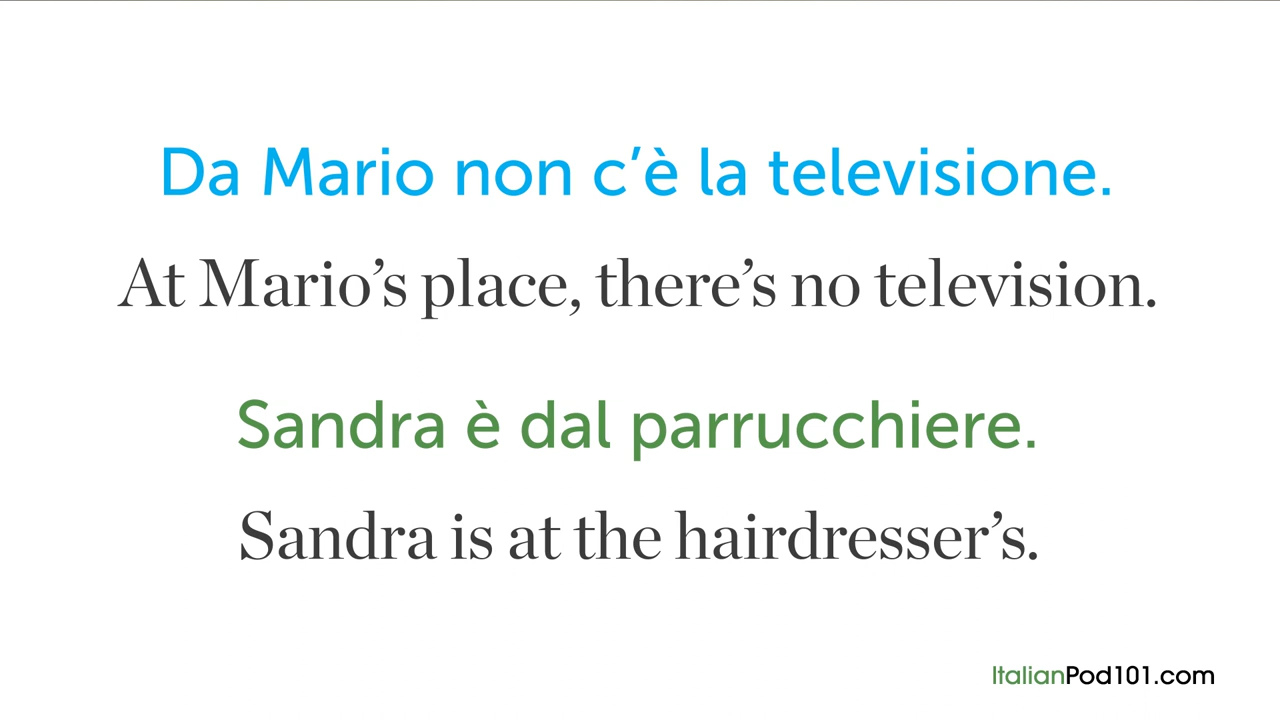 Da Mario non c’è la televisione.
At Mario’s place, there’s no television.
Sandra è dal parrucchiere.
Sandra is at the hairdresser’s.
ItalianPod101.com